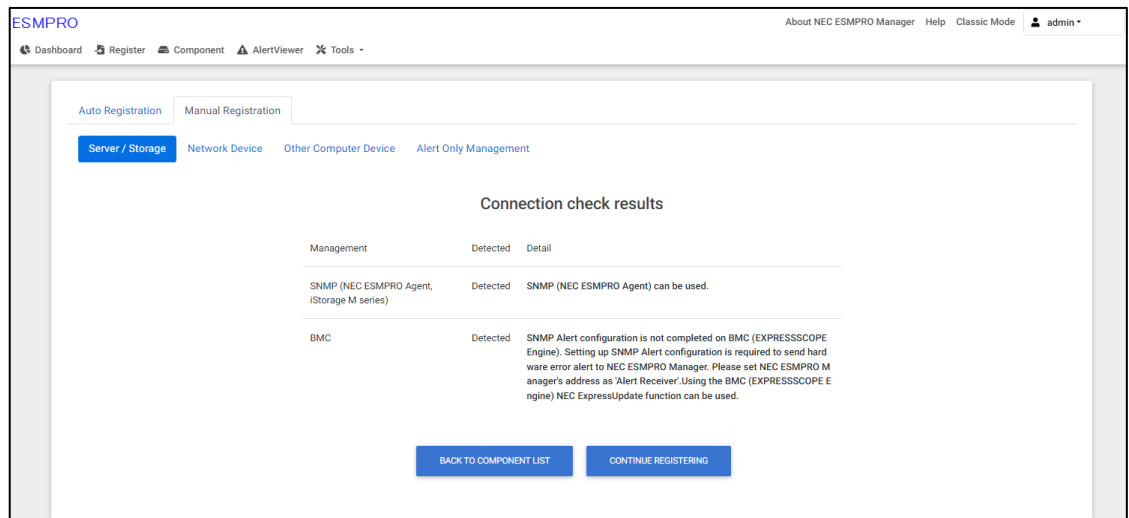 ESMPRO
About NEC ESMPRO Manager Help Classic Mode admin
Dashboard Register Component AlertViewer Tools
Auto Registration Manual Registration
Server / Storage Network Device Other Computer Device Alert Only Management
Connection check results
Management Detected Detail
SNMP (NEC ESMPRO Agent, Detected SNMP (NEC ESMPRO Agent) can be used.
iStorage M series)
BMC Detected SNMP Alert configuration is not completed on BMC (EXPRESSSCOPE
Engine). Setting up SNMP Alert configuration is required to send hard
ware error alert to NEC ESMPRO Manager. Please set NEC ESMPRO M
anager's address as 'Alert Receiver'.Using the BMC (EXPRESSSCOPE E
ngine) NEC ExpressUpdate function can be used.
BACK TO COMPONENT LIST CONTINUE REGISTERING